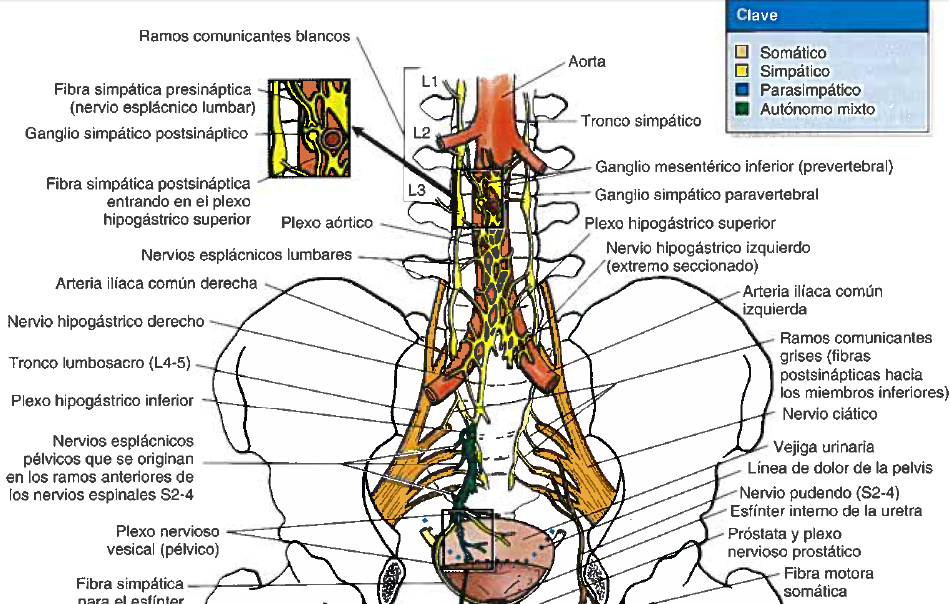 Clave
Somático
Simpático
Parasimpático
Autónomo mixto
Ramos comunicantes blancos
Fibra simpática presináptica
(nervio esplácnico lumbar)
Ganglio simpático postsináptico
Fibra simpática postsináptica
entrando en el plexo
hipogástrico superior
Plexo aórtico
Nervios esplácnicos lumbares
Arteria ilíaca común derecha
Nervio hipogástrico derecho
Tronco lumbosacro (L4-5)
Plexo hipogástrico inferior
Nervios esplácnicos
pélvicos que se originan
en los ramos anteriores de
los nervios espinales S2-4
Plexo nervioso
vesical (pélvico)
Fibra simpática
para el esfínter
L1
L2
L3
Aorta
Tronco simpático
Ganglio mesentérico inferior (prevertebral)
Ganglio simpático paravertebral
Plexo hipogástrico superior
Nervio hipogástrico izquierdo
(extremo seccionado)
Arteria ilíaca común
izquierda
Ramos comunicantes
grises (fibras
postsinápticas hacia
los miembros inferiores)
Nervio ciático
Vejiga urinaria
Línea de dolor de la pelvis
Nervio pudendo (S2-4)
Esfínter interno de la uretra
Próstata y plexo
nervioso prostático
Fibra motora
somática